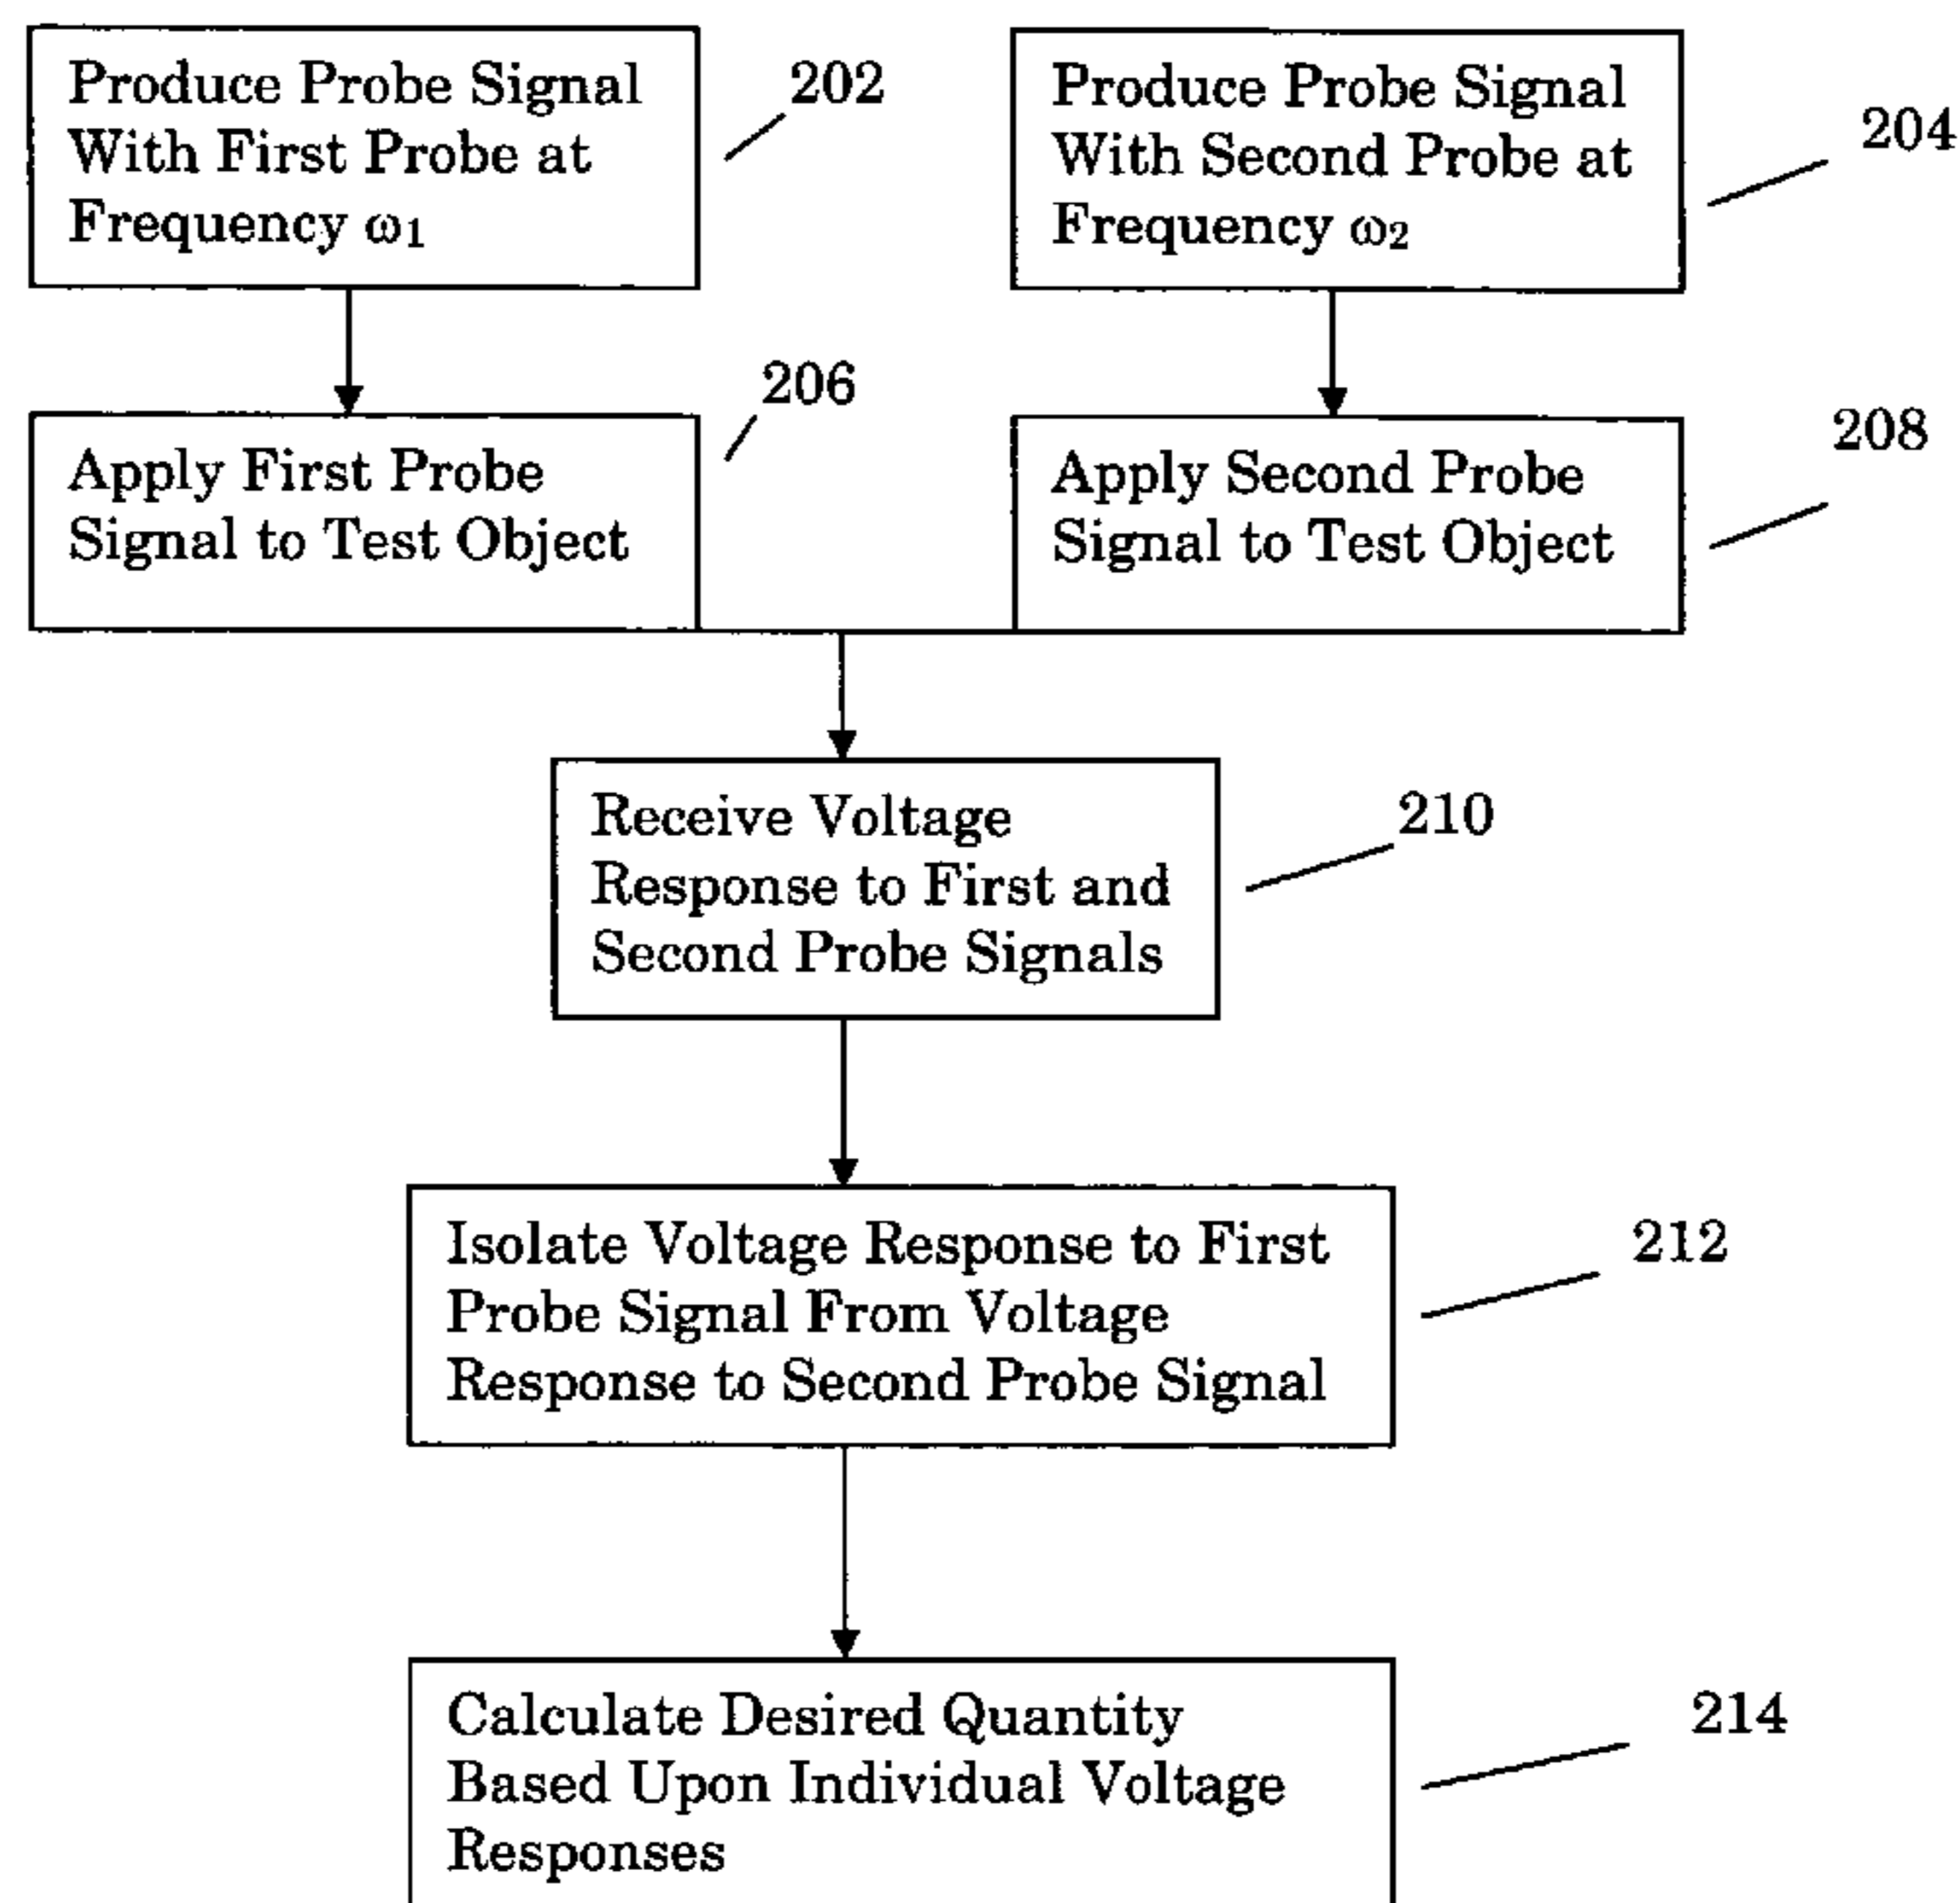 Produce Probe Signal
With First Probe at
Frequency ω1
202
Produce Probe Signal
With Second Probe at
Frequency ω2
204
Apply First Probe
Signal to Test Object
206
Apply Second Probe
Signal to Test Object
208
Receive Voltage
Response to First and
Second Probe Signals
210
Isolate Voltage Response to First
Probe Signal From Voltage
Response to Second Probe Signal
212
Calculate Desired Quantity
Based Upon Individual Voltage
Responses
214